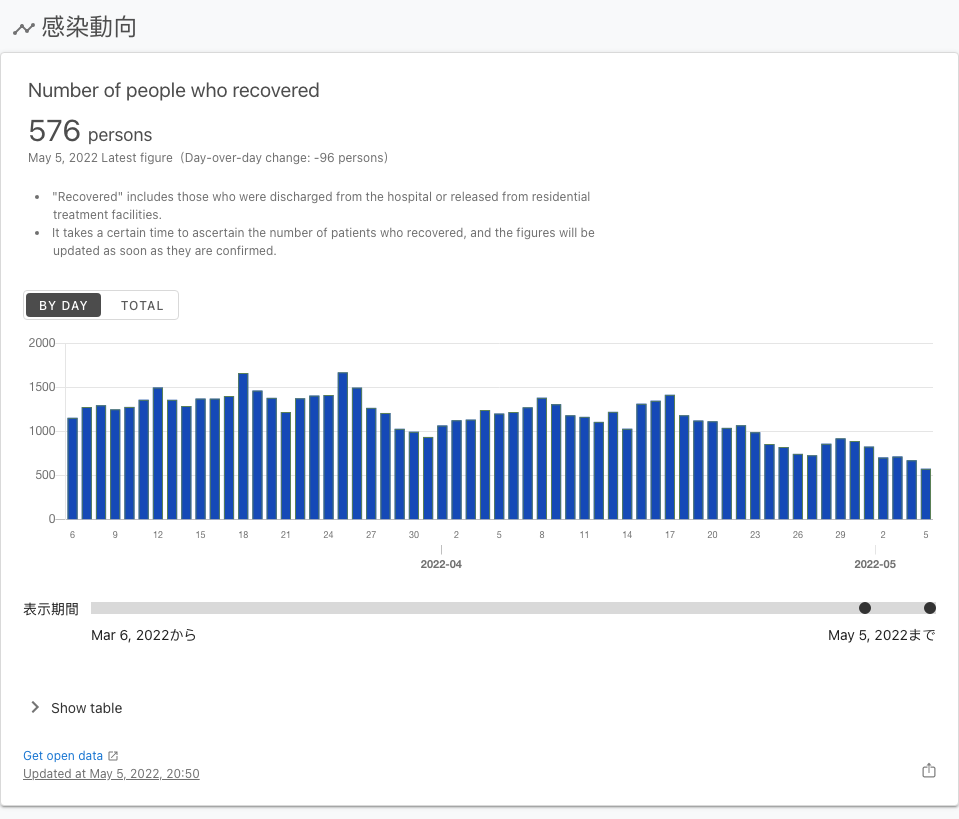 感染動向
Number of people who recovered
576 persons
May 5, 2022 Latest figure (Day-over-day change: -96 persons)
"Recovered" includes those who were discharged from the hospital or released from residential
treatment facilities.
It takes a certain time to ascertain the number of patients who recovered, and the figures will be
updated as soon as they are confirmed.
BY DAY TOTAL
2000
1500
1000
500
0
6 9 12 15 18 21 24 27 30 2 5 8 11 14 17 20 23 26 29 2 5
2022-04 2022-05
表示期間
Mar 6, 2022から May 5, 2022まで
Show table
Get open data
Updated at May 5, 2022, 20:50